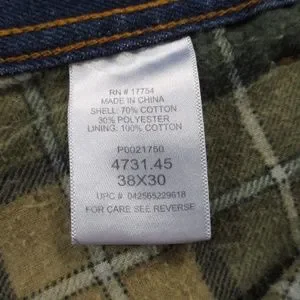 RN # 17754
MADE IN CHINA
SHELL: 70% COTTON
30% POLYESTER
LINING: 100% COTTON
P0021750
4731.45
38X30
UPC # 042565229618
FOR CARE SEE REVERSE